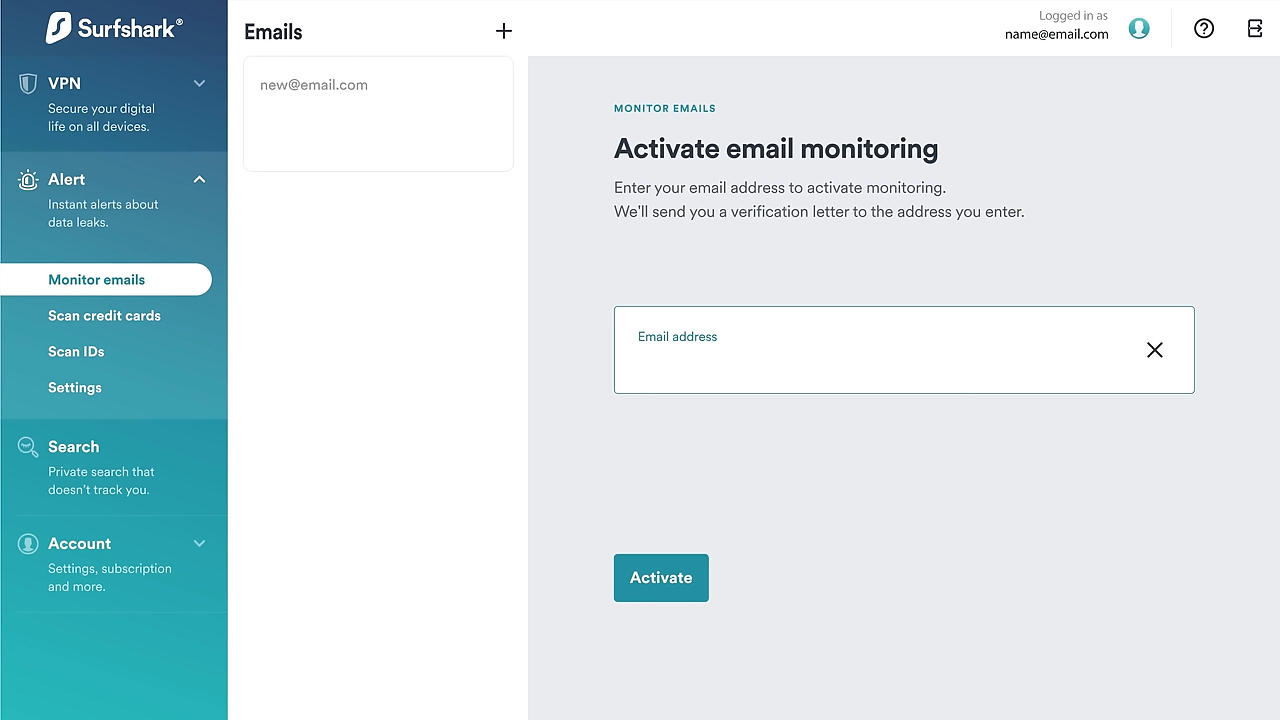 Surfshark®
VPN
Secure your digital
life on all devices.
Alert
Instant alerts about
data leaks.
Monitor emails
Scan credit cards
Scan IDs
Settings
Search
Private search that
doesn't track you.
Account
Settings, subscription
and more.
Emails
new@email.com
Logged in as
name@email.com
MONITOR EMAILS
Activate email monitoring
Enter your email address to activate monitoring.
We'll send you a verification letter to the address you enter.
Email address
Activate